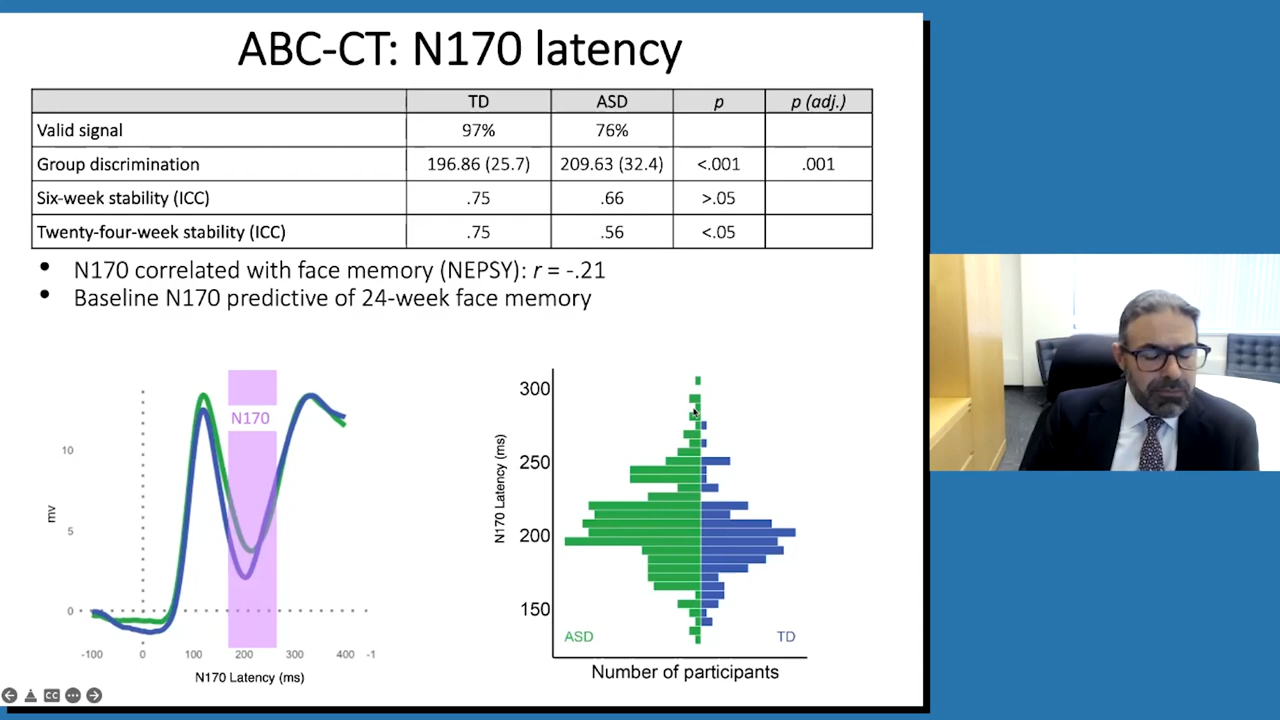 ABC-CT: N170 latency
TD ASD p p (adj.)
Valid signal 97% 76%
Group discrimination 196.86 (25.7) 209.63 (32.4) <.001 .001
Six-week stability (ICC) .75 .66 >.05
Twenty-four-week stability (ICC) .75 .56 <.05
• N170 correlated with face memory (NEPSY): r = -.21
• Baseline N170 predictive of 24-week face memory
N170
10
5
0
mv
-100 0 100 200 300 400 -1
N170 Latency (ms)
300
250
200
150
N170 Latency (ms)
ASD TD
Number of participants
CC